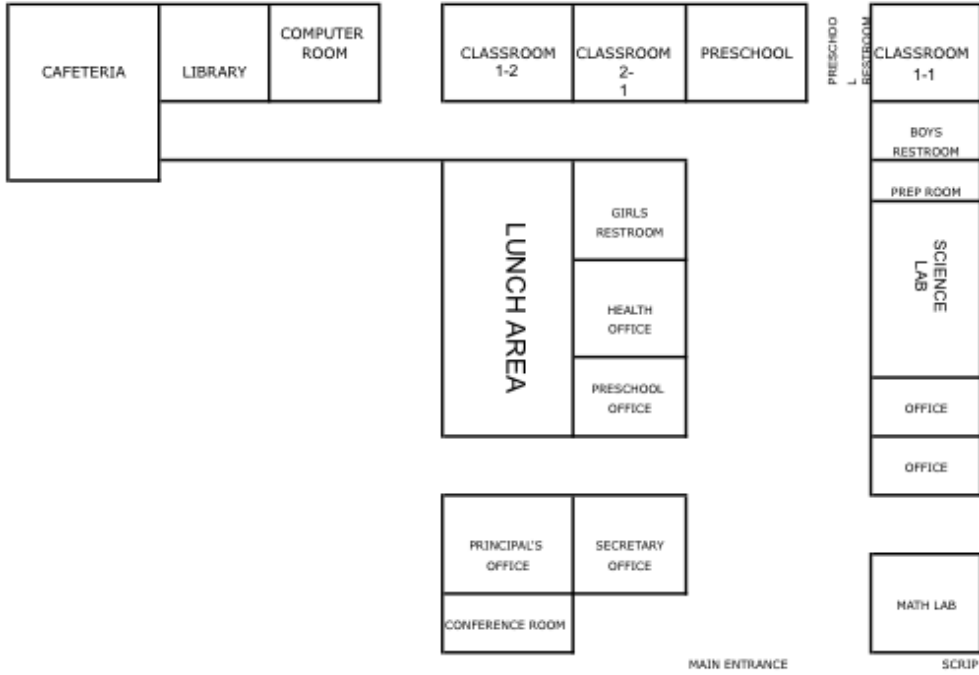 CAFETERIA
LIBRARY
COMPUTER
ROOM
CLASSROOM
1-2
CLASSROOM
2-
1
PRESCHOOL
PRESCHOO
L
RESTROOM
CLASSROOM
1-1
BOYS
RESTROOM
PREP ROOM
LUNCH AREA
GIRLS
RESTROOM
SCIENCE
LAB
HEALTH
OFFICE
PRESCHOOL
OFFICE
OFFICE
OFFICE
PRINCIPAL'S
OFFICE
SECRETARY
OFFICE
CONFERENCE ROOM
MATH LAB
MAIN ENTRANCE
SCRIP